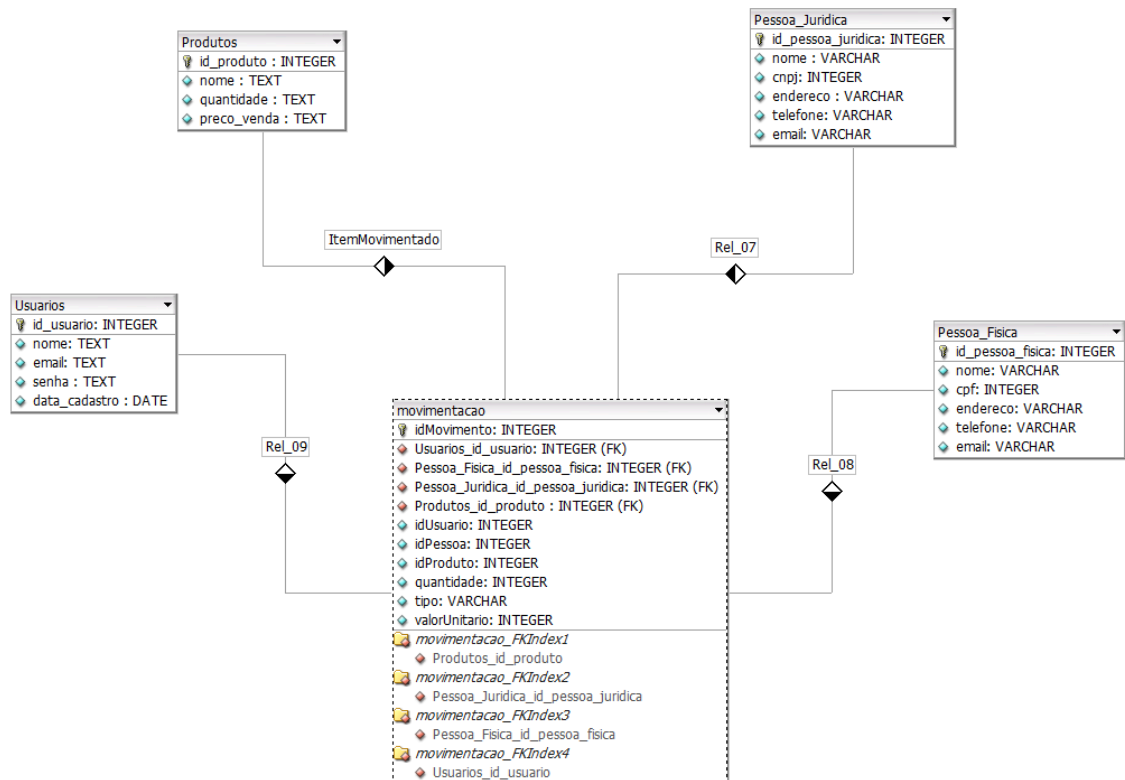 Produtos
id_produto : INTEGER
nome : TEXT
quantidade : TEXT
preco_venda : TEXT
Pessoa_Juridica
id_pessoa_juridica: INTEGER
nome : VARCHAR
cnpj: INTEGER
endereco : VARCHAR
telefone: VARCHAR
email: VARCHAR
ItemMovimentado
Rel_07
Usuarios
id_usuario: INTEGER
nome: TEXT
email: TEXT
senha : TEXT
data_cadastro : DATE
Pessoa_Fisica
id_pessoa_fisica: INTEGER
nome: VARCHAR
cpf: INTEGER
endereco: VARCHAR
telefone: VARCHAR
email: VARCHAR
Rel_09
Rel_08
movimentacao
idMovimento: INTEGER
Usuarios_id_usuario: INTEGER (FK)
Pessoa_Fisica_id_pessoa_fisica: INTEGER (FK)
Pessoa_Juridica_id_pessoa_juridica: INTEGER (FK)
Produtos_id_produto : INTEGER (FK)
idUsuario: INTEGER
idPessoa: INTEGER
idProduto: INTEGER
quantidade: INTEGER
tipo: VARCHAR
valorUnitario: INTEGER
movimentacao_FKIndex1
Produtos_id_produto
movimentacao_FKIndex2
Pessoa_Juridica_id_pessoa_juridica
movimentacao_FKIndex3
Pessoa_Fisica_id_pessoa_fisica
movimentacao_FKIndex4
Usuarios_id_usuario